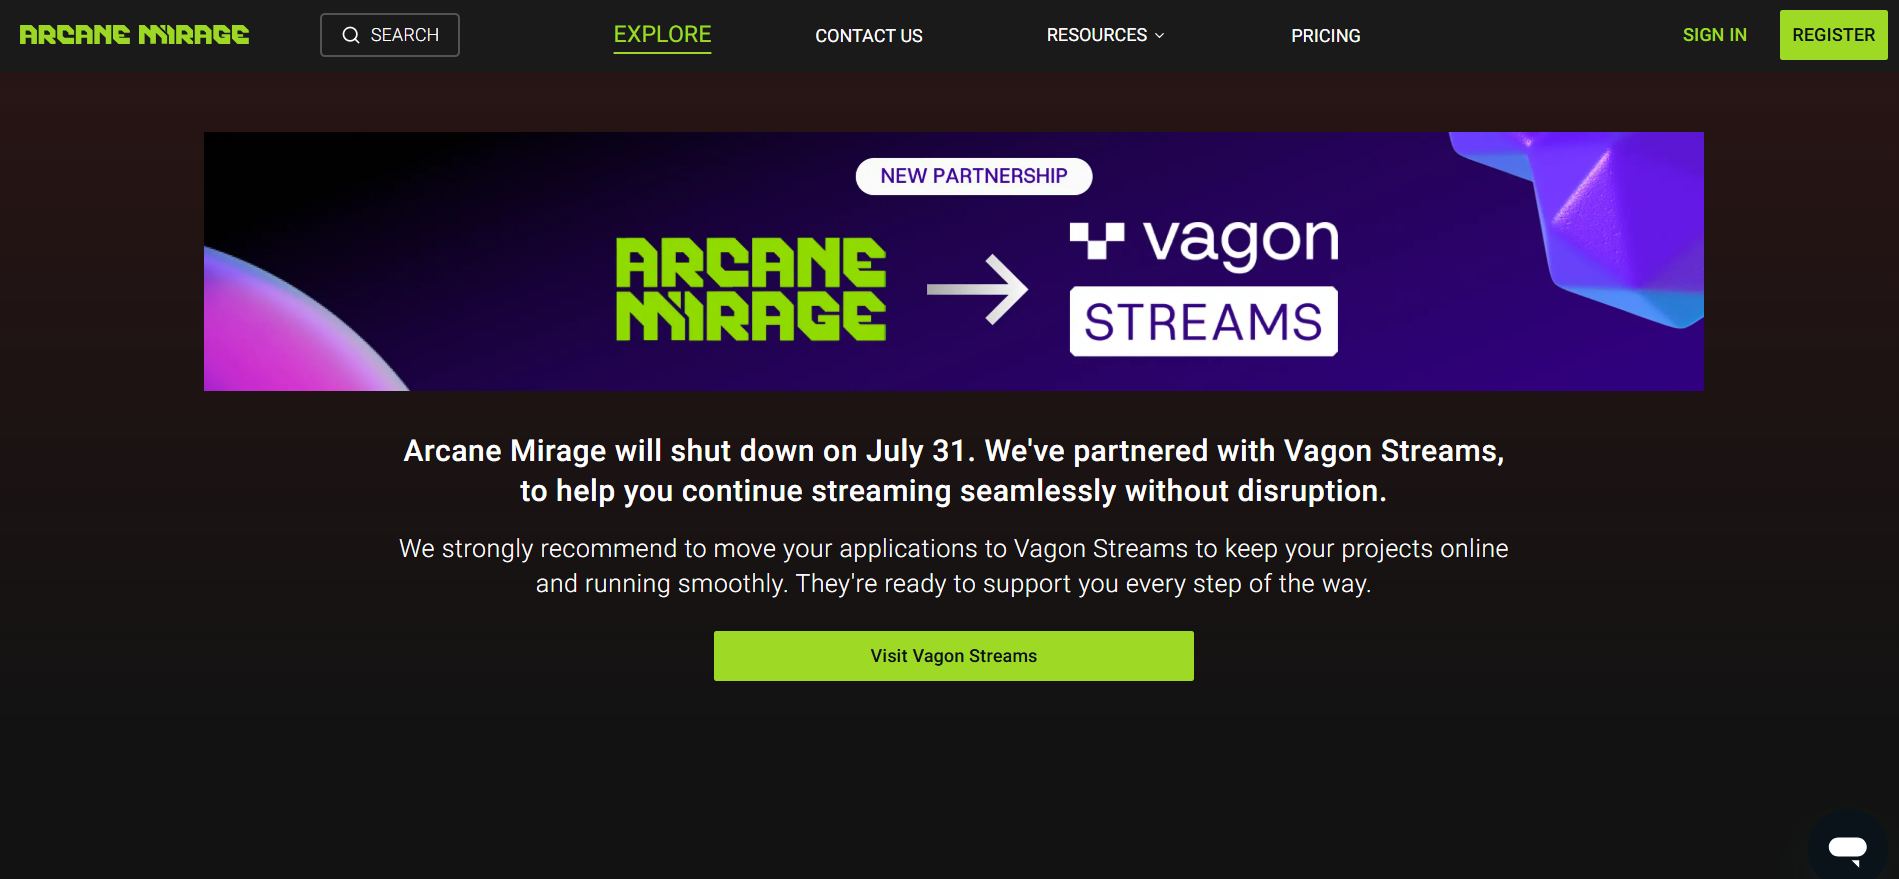 ARCANE MIRAGE
SEARCH
EXPLORE
CONTACT US
RESOURCES
PRICING
SIGN IN
REGISTER
NEW PARTNERSHIP
ARCANE
MIRAGE
vagon
STREAMS
Arcane Mirage will shut down on July 31. We've partnered with Vagon Streams,
to help you continue streaming seamlessly without disruption.
We strongly recommend to move your applications to Vagon Streams to keep your projects online
and running smoothly. They're ready to support you every step of the way.
Visit Vagon Streams